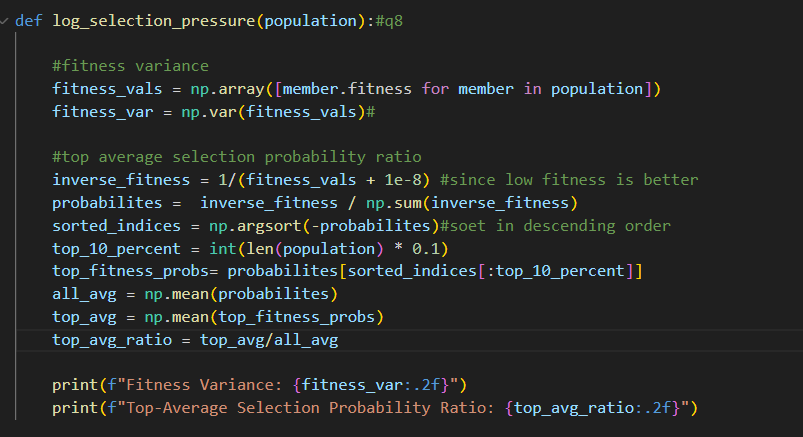 def log_selection_pressure(population):#q8
#fitness variance
fitness_vals = np.array([member.fitness for member in population])
fitness_var = np.var(fitness_vals)#
#top average selection probability ratio
inverse_fitness = 1/(fitness_vals + 1e-8) #since low fitness is better
probabilites =  inverse_fitness / np.sum(inverse_fitness)
sorted_indices = np.argsort(-probabilites)#soet in descending order
top_10_percent = int(len(population) * 0.1)
top_fitness_probs= probabilites[sorted_indices[:top_10_percent]]
all_avg = np.mean(probabilites)
top_avg = np.mean(top_fitness_probs)
top_avg_ratio = top_avg/all_avg
print(f"Fitness Variance: {fitness_var:.2f}")
print(f"Top-Average Selection Probability Ratio: {top_avg_ratio:.2f}")